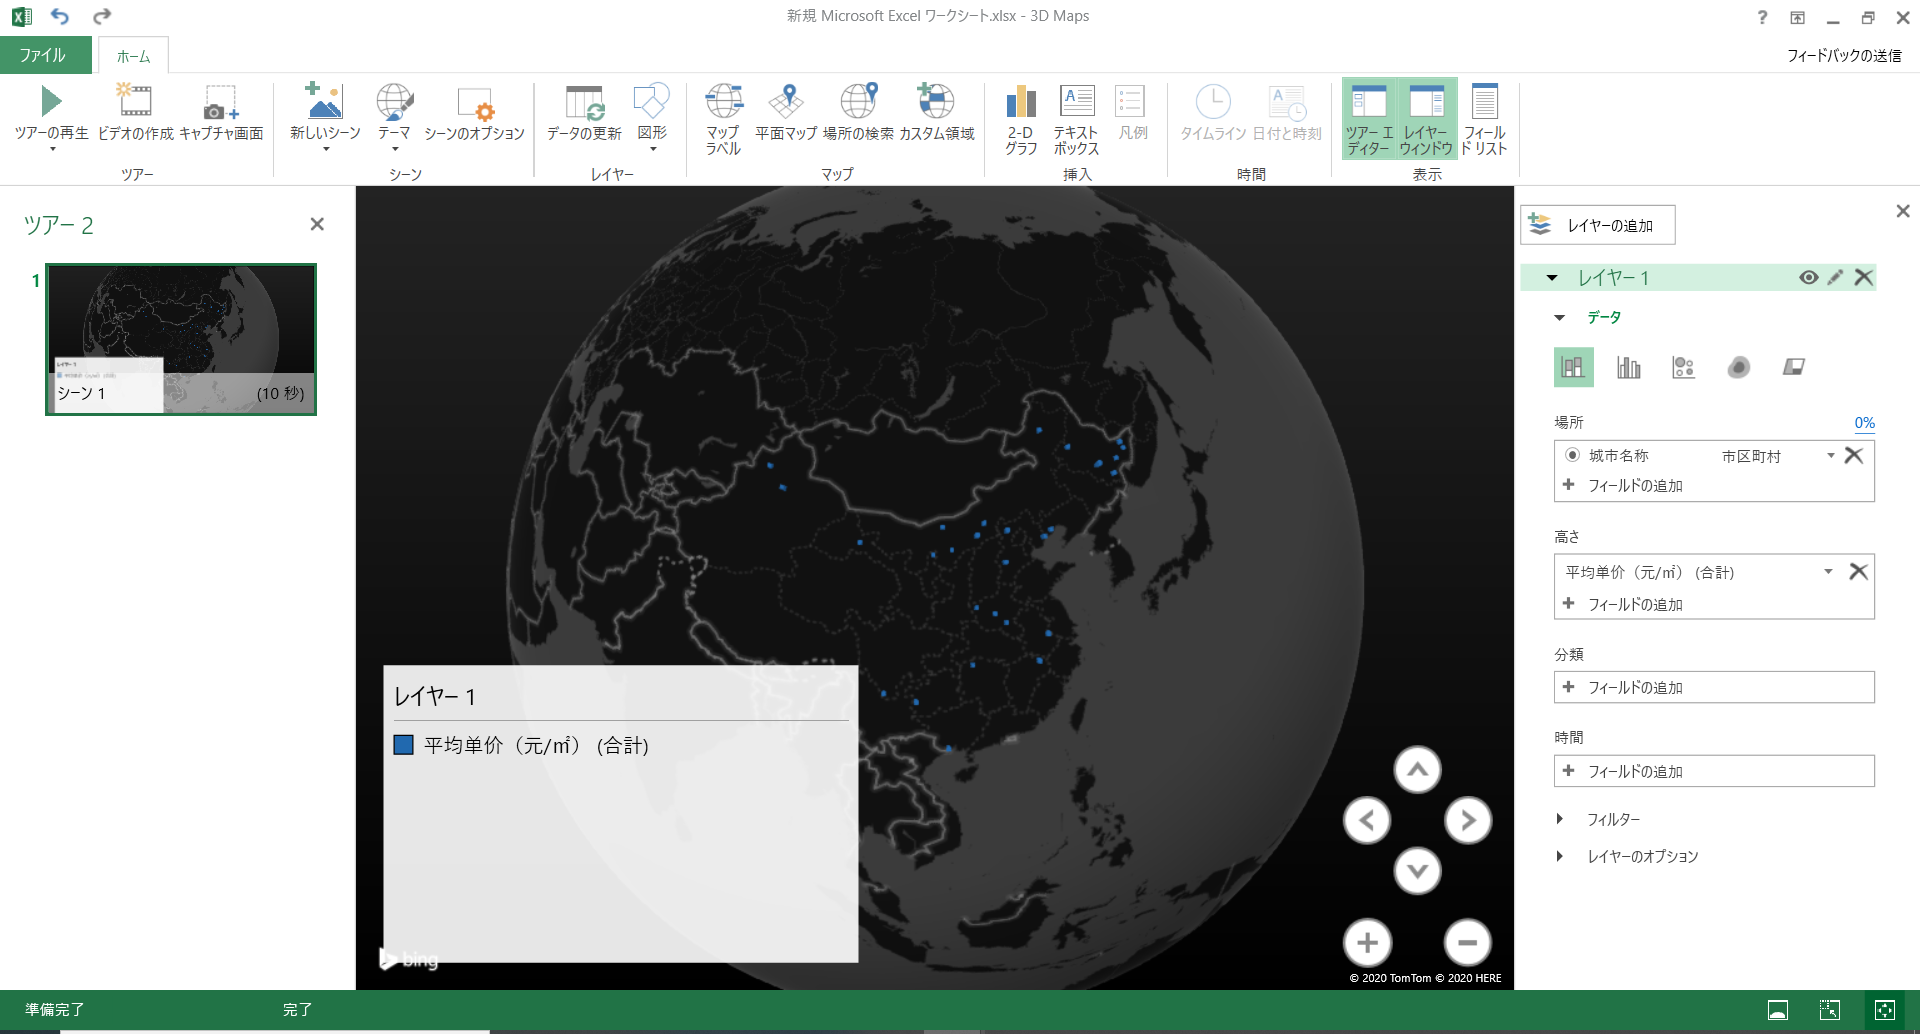 新規 Microsoft Excel ワークシート.xlsx - 3D Maps
ファイル
ホーム
フィードバックの送信
ツアーの再生
ビデオの作成
キャプチャ画面
ツアー
新しいシーン
テーマ
シーンのオプション
シーン
データの更新
図形
レイヤー
マップ
ラベル
平面マップ
場所の検索
カスタム領域
マップ
2-D
グラフ
テキスト
ボックス
凡例
挿入
タイムライン
日付と時刻
時間
ツアー エ
ディター
レイヤー
ウィンドウ
フィール
ド リスト
表示
ツアー 2
1
シーン 1
(10 秒)
レイヤー 1
平均单价（元/㎡） (合計)
bing
© 2020 TomTom © 2020 HERE
レイヤーの追加
レイヤー 1
データ
場所
0%
城市名称
市区町村
フィールドの追加
高さ
平均单价（元/㎡） (合計)
フィールドの追加
分類
フィールドの追加
時間
フィールドの追加
フィルター
レイヤーのオプション
準備完了
完了